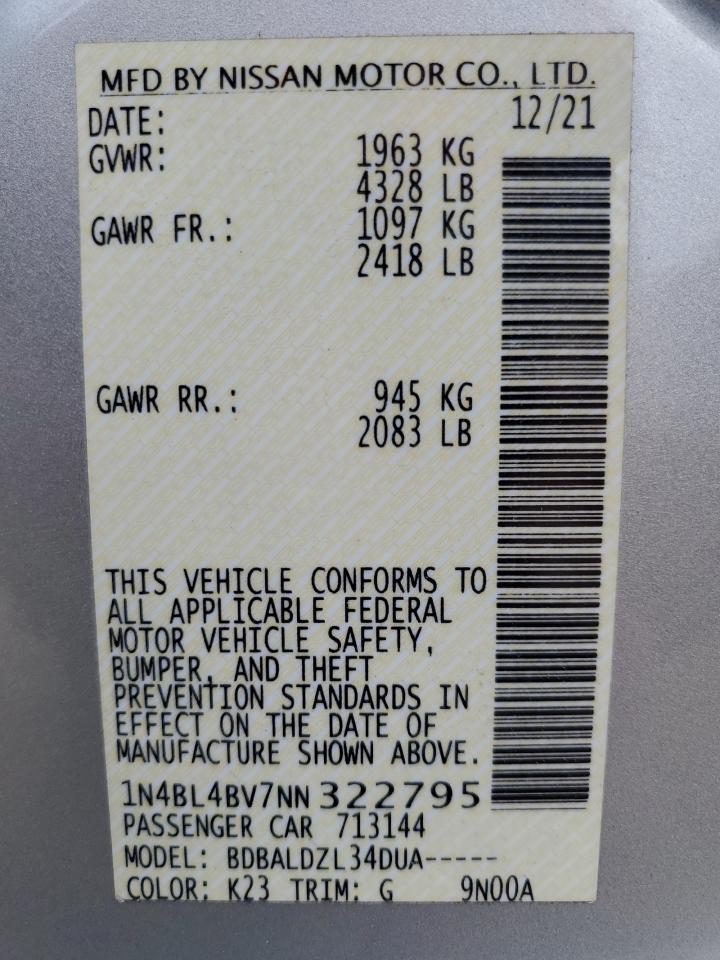 MFD BY NISSAN MOTOR CO., LTD.
DATE: 12/21
GVWR: 1963 KG
4328 LB
GAWR FR.: 1097 KG
2418 LB
GAWR RR.: 945 KG
2083 LB
THIS VEHICLE CONFORMS TO
ALL APPLICABLE FEDERAL
MOTOR VEHICLE SAFETY,
BUMPER, AND THEFT
PREVENTION STANDARDS IN
EFFECT ON THE DATE OF
MANUFACTURE SHOWN ABOVE.
1N4BL4BV7NN322795
PASSENGER CAR 713144
MODEL: BDBALDZL34DUA-----
COLOR: K23 TRIM: G 9N00A